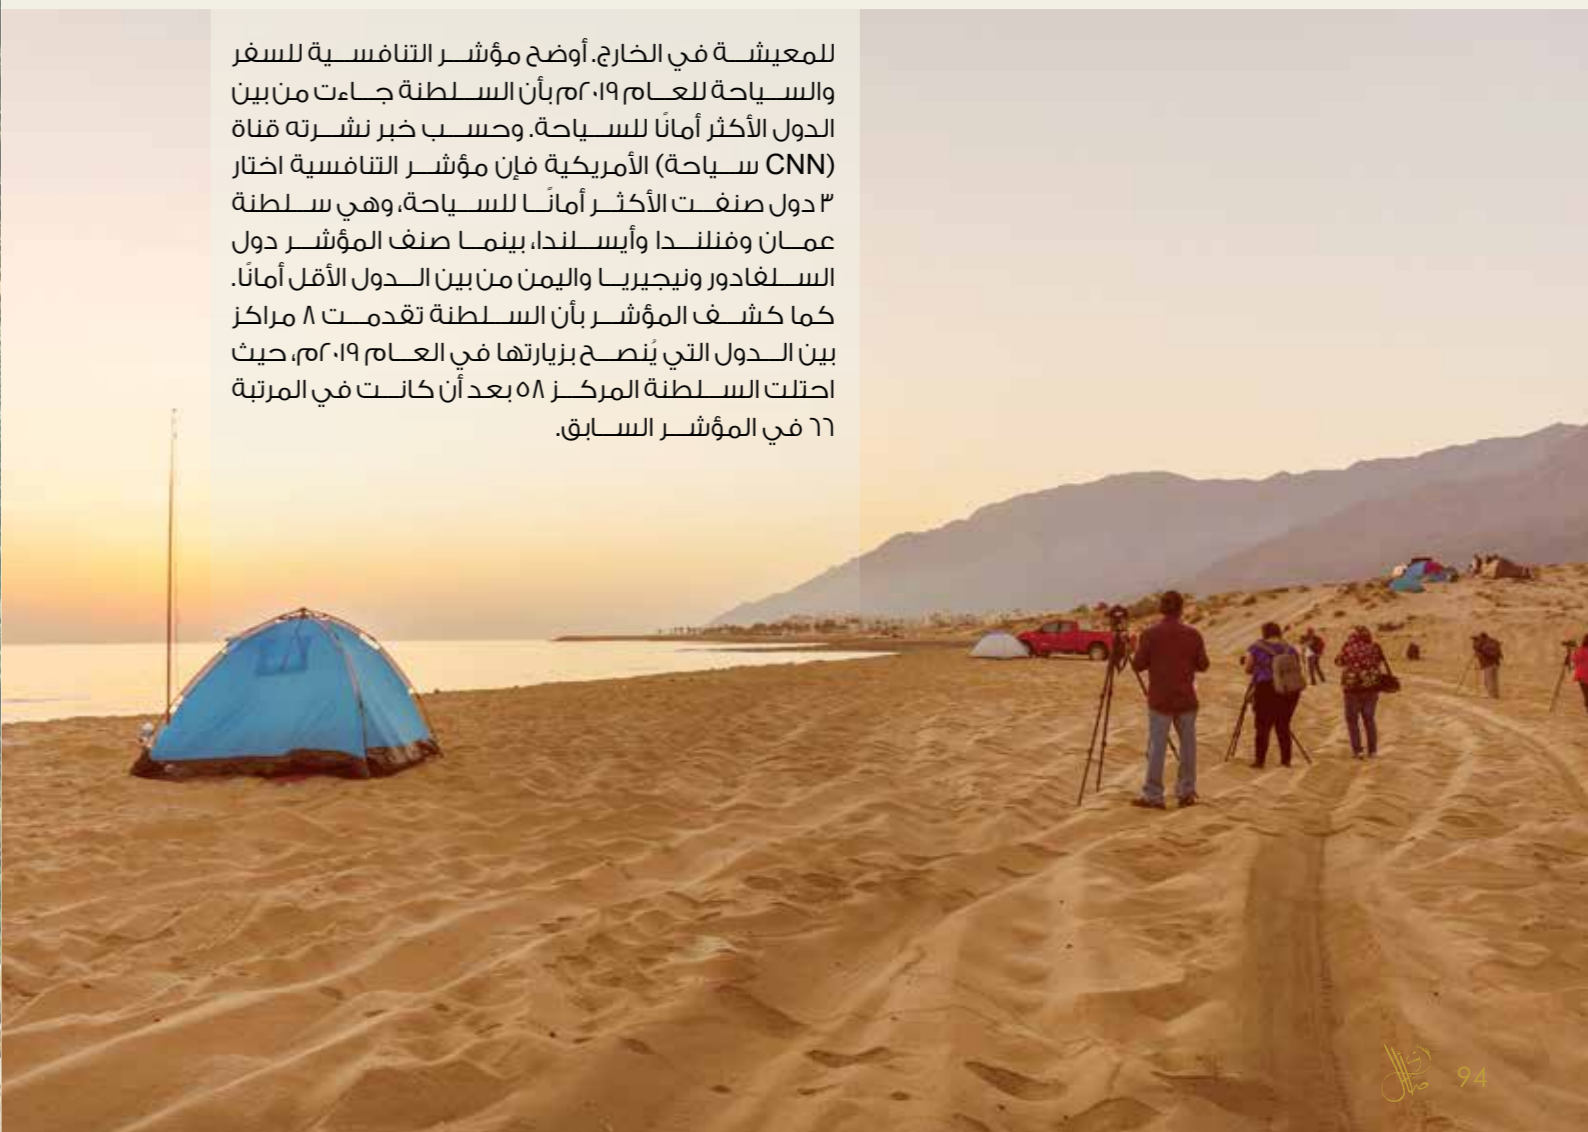 للمعيشة في الخارج. أوضح مؤشر التنافسية للسفر
والسياحة للعام ٢٠١٩م بأن السلطنة جاءت من بين
الدول الأكثر أمانًا للسياحة. وحسب خبر نشرته قناة
(CNN سياحة) الأمريكية فإن مؤشر التنافسية اختار
٣ دول صنفت الأكثر أمانًا للسياحة، وهي سلطنة
عمان وفنلندا وأيسلندا، بينما صنف المؤشر دول
السلفادور ونيجيريا واليمن من بين الدول الأقل أمانًا.
كما كشف المؤشر بأن السلطنة تقدمت ٨ مراكز
بين الدول التي يُنصح بزيارتها في العام ٢٠١٩م، حيث
احتلت السلطنة المركز ٥٨ بعد أن كانت في المرتبة
٦٦ في المؤشر السابق.
94